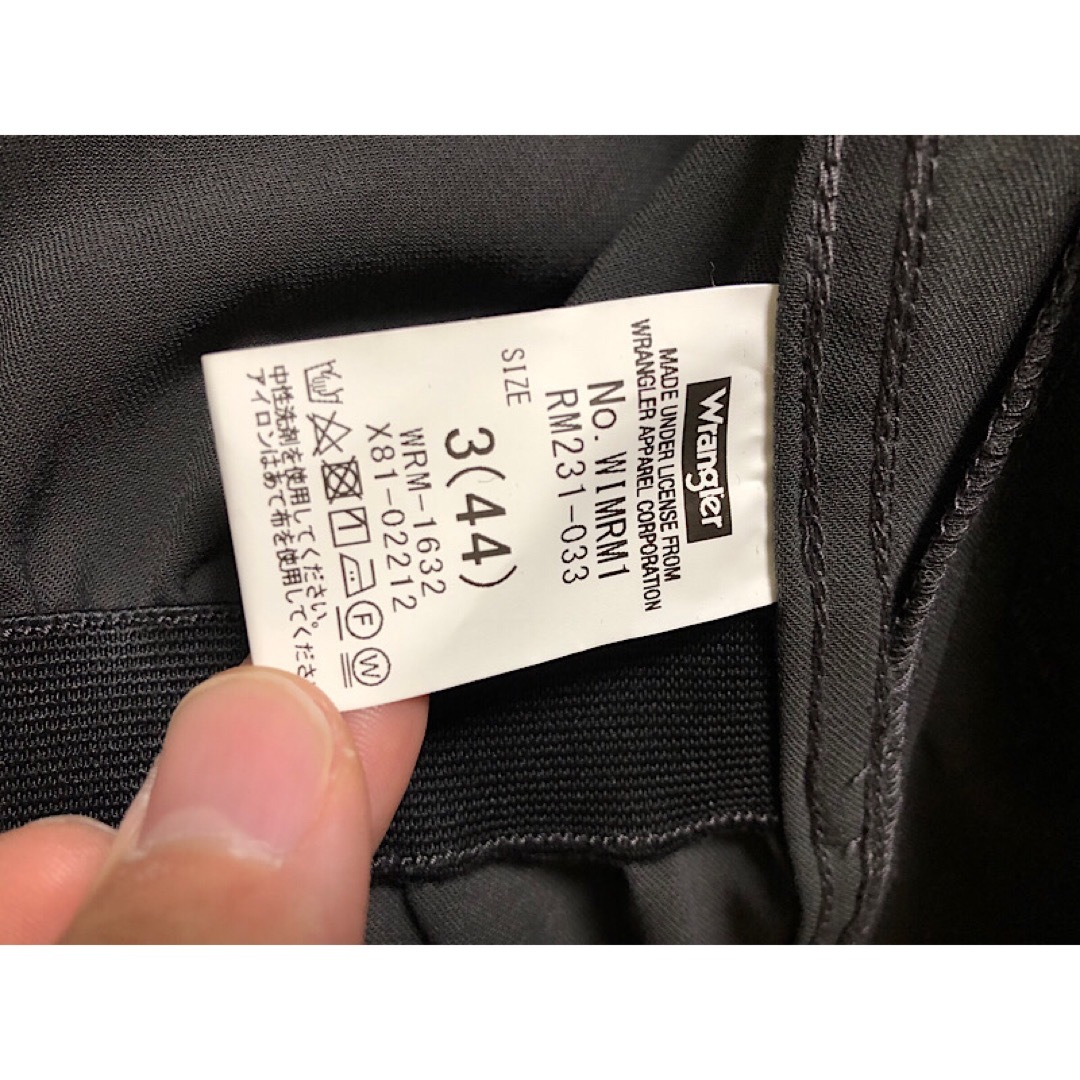 Wrangler
MADE UNDER LICENSE FROM
WRANGLER APPAREL CORPORATION
No. WIMRM1
RM231-033
SIZE
3(44)
WRM-1632
X81-02212
F
W
中性洗剤を使用してください。
アイロンはあて布を使用してくださ